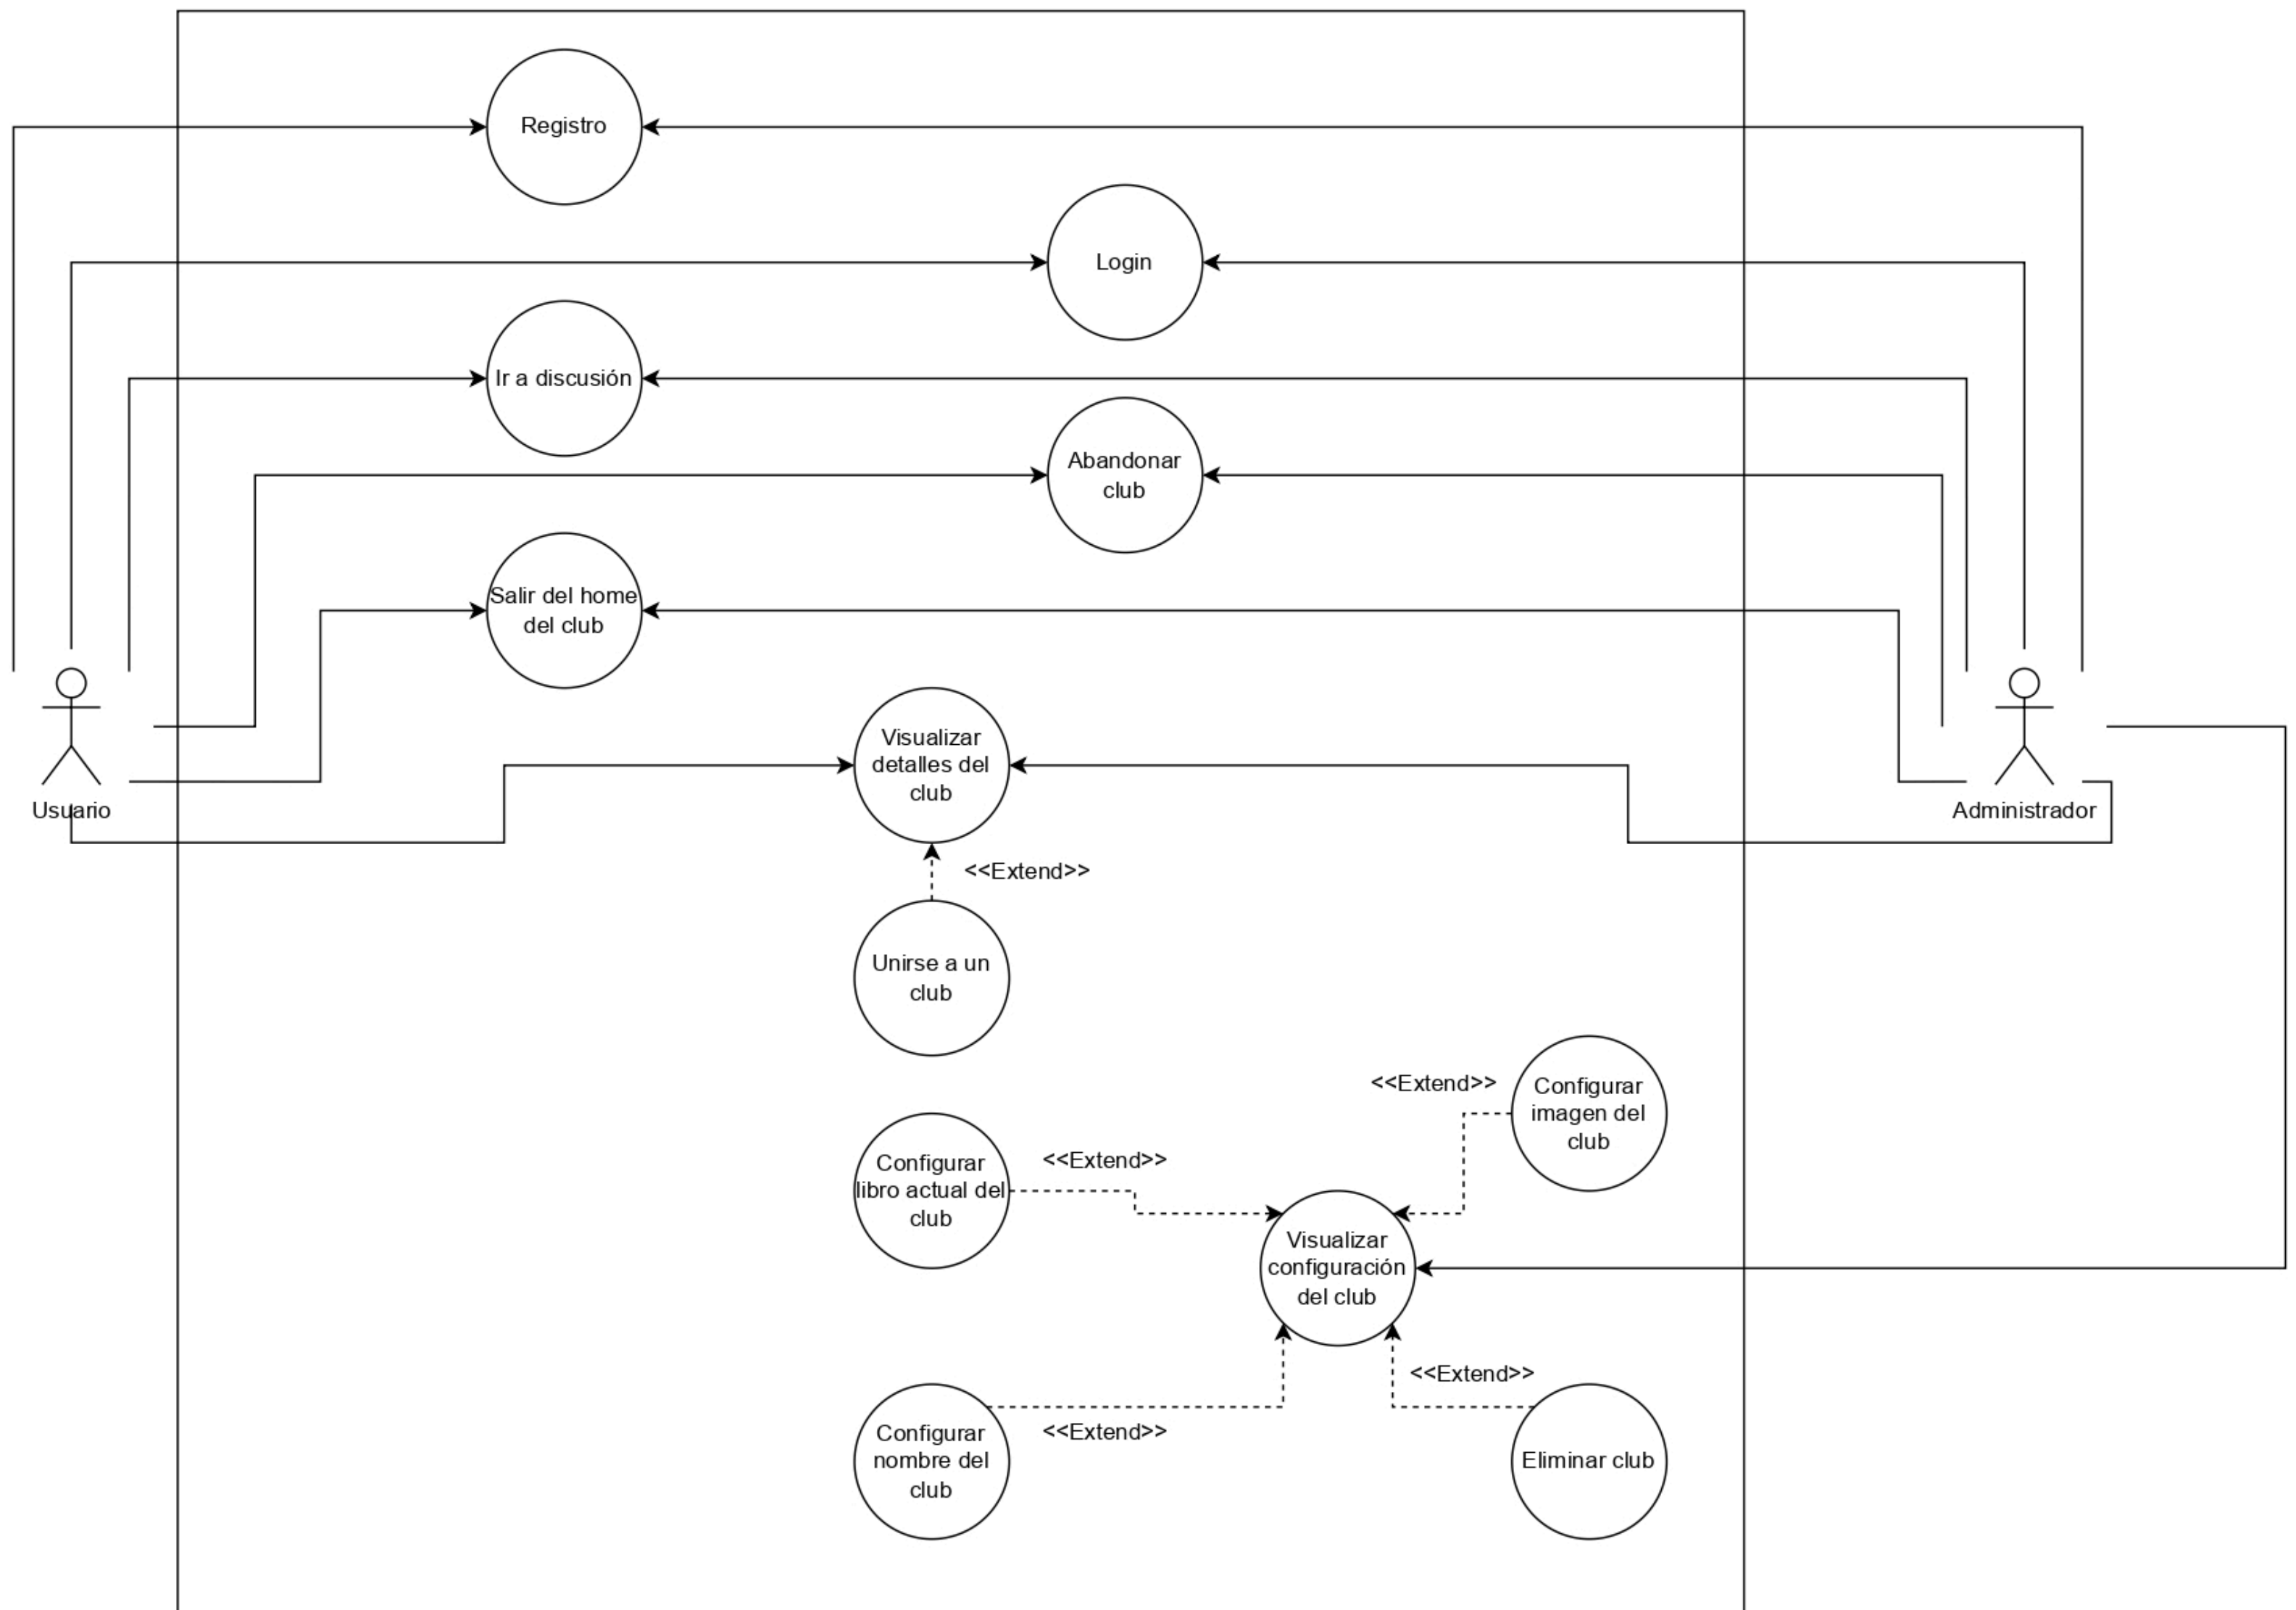 Registro
Login
Ir a discusión
Abandonar
club
Salir del home
del club
Usuario
Administrador
Visualizar
detalles del
club
<<Extend>>
Unirse a un
club
<<Extend>>
Configurar
imagen del
club
Configurar
libro actual del
club
<<Extend>>
Visualizar
configuración
del club
<<Extend>>
Configurar
nombre del
club
<<Extend>>
Eliminar club